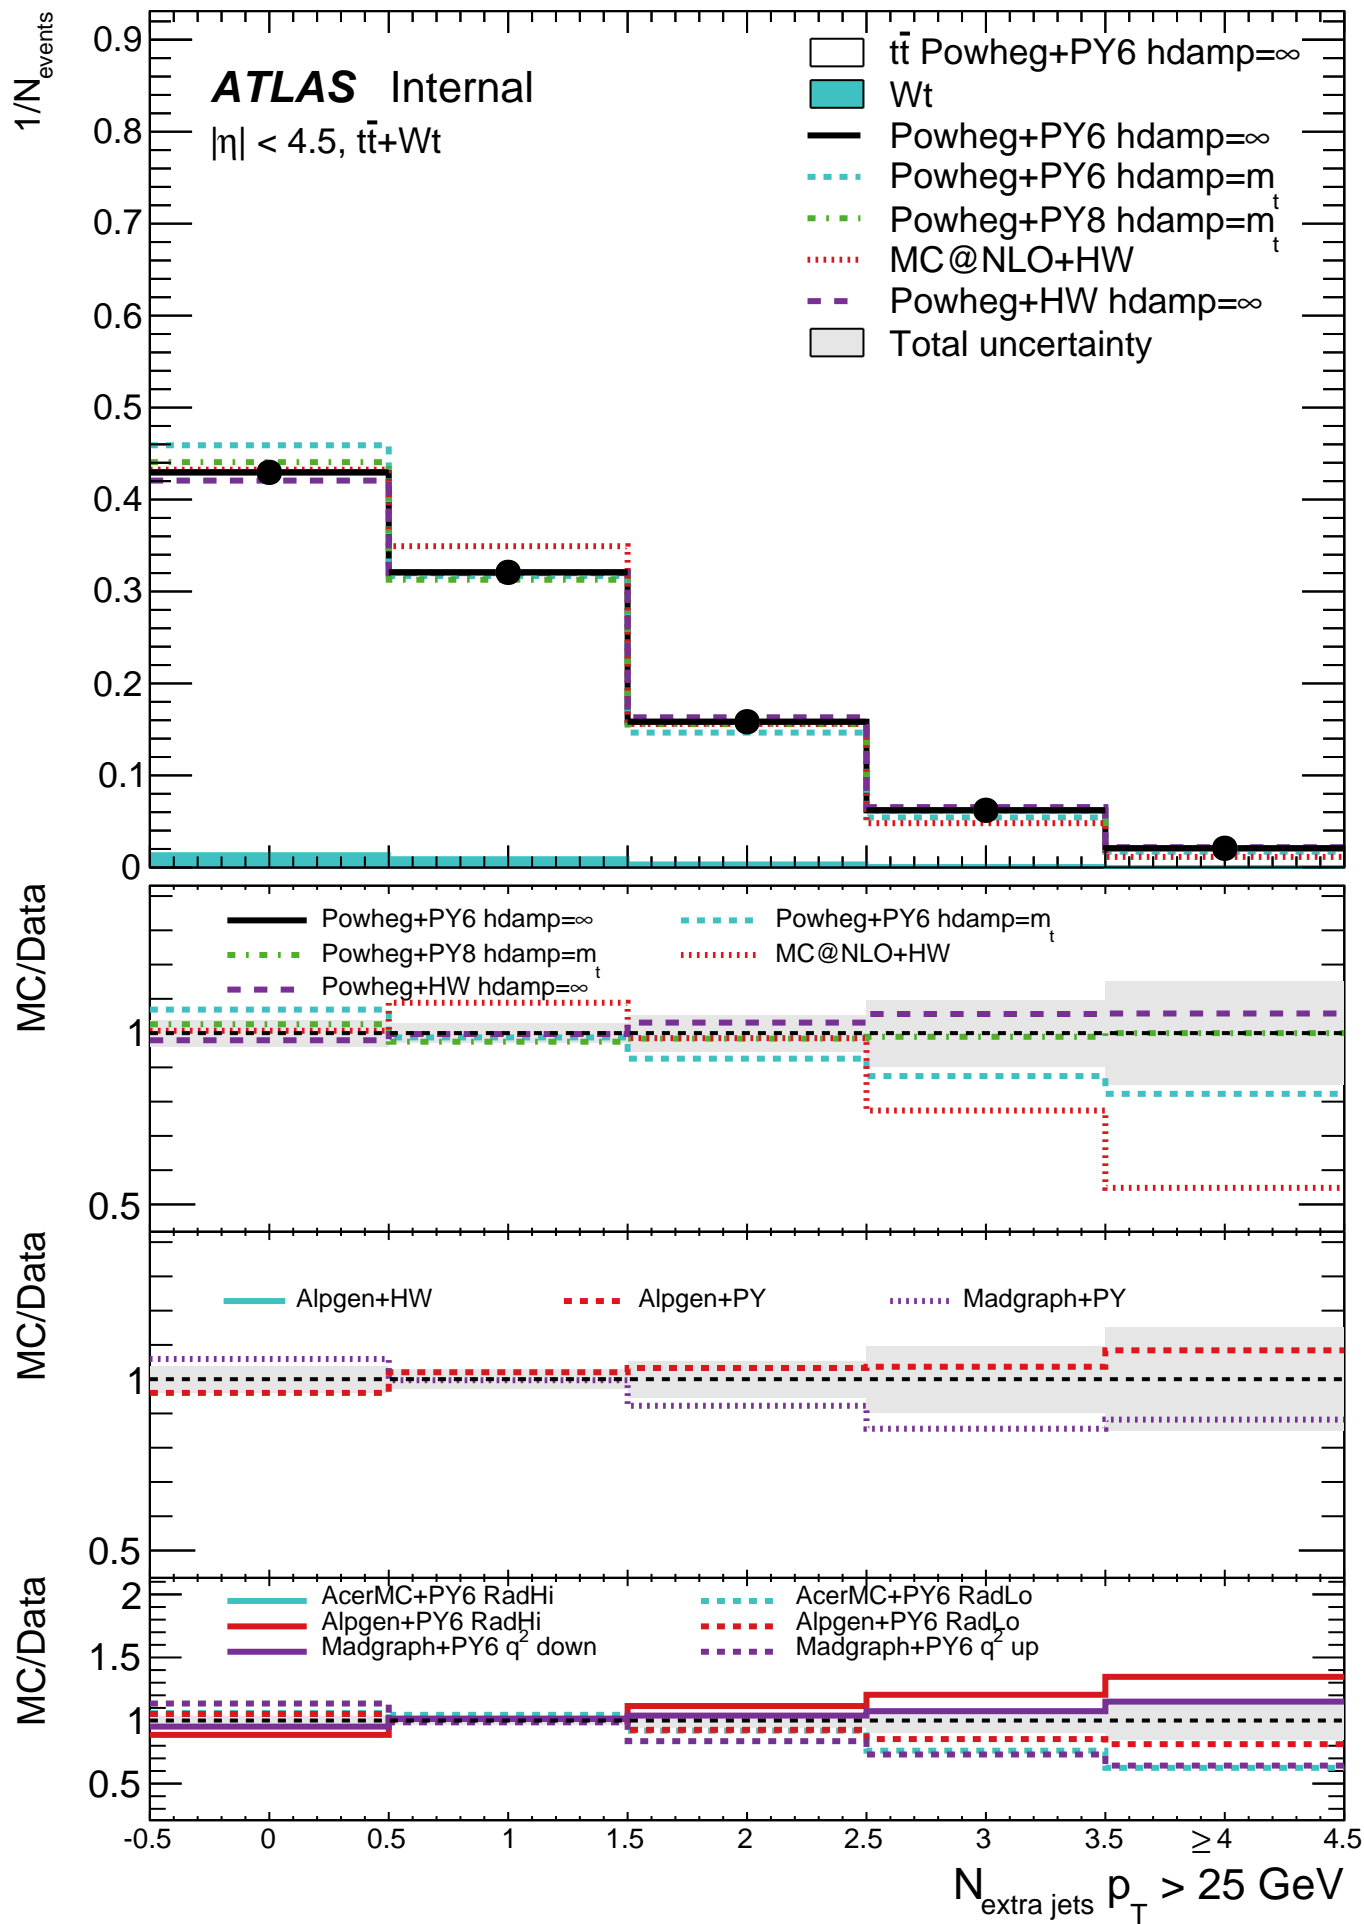 1/N_events
0.9
0.8
0.7
0.6
0.5
0.4
0.3
0.2
0.1
0
ATLAS Internal
|η| < 4.5, tt̄+Wt
tt̄ Powheg+PY6 hdamp=∞
Wt
Powheg+PY6 hdamp=∞
Powheg+PY6 hdamp=m_t
Powheg+PY8 hdamp=m_t
MC@NLO+HW
Powheg+HW hdamp=∞
Total uncertainty
MC/Data
1
0.5
Powheg+PY6 hdamp=∞
Powheg+PY6 hdamp=m_t
Powheg+PY8 hdamp=m_t
MC@NLO+HW
Powheg+HW hdamp=∞
MC/Data
1
0.5
Alpgen+HW
Alpgen+PY
Madgraph+PY
MC/Data
2
1.5
1
0.5
AcerMC+PY6 RadHi
AcerMC+PY6 RadLo
Alpgen+PY6 RadHi
Alpgen+PY6 RadLo
Madgraph+PY6 q² down
Madgraph+PY6 q² up
-0.5 0 0.5 1 1.5 2 2.5 3 3.5 ≥ 4 4.5
N_extra jets p_T > 25 GeV